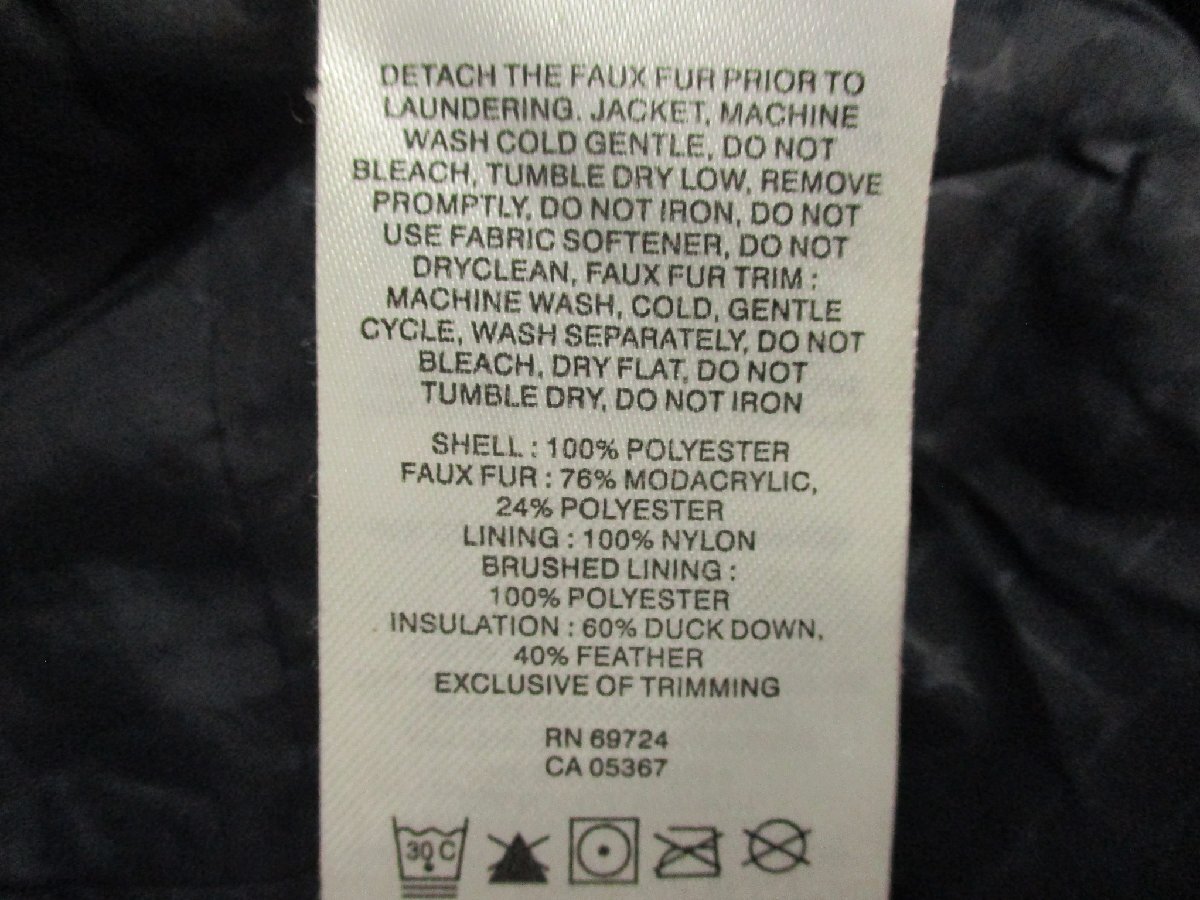 DETACH THE FAUX FUR PRIOR TO
LAUNDERING. JACKET, MACHINE
WASH COLD GENTLE, DO NOT
BLEACH, TUMBLE DRY LOW, REMOVE
PROMPTLY, DO NOT IRON, DO NOT
USE FABRIC SOFTENER, DO NOT
DRYCLEAN, FAUX FUR TRIM :
MACHINE WASH, COLD, GENTLE
CYCLE, WASH SEPARATELY, DO NOT
BLEACH, DRY FLAT, DO NOT
TUMBLE DRY, DO NOT IRON
SHELL : 100% POLYESTER
FAUX FUR : 76% MODACRYLIC,
24% POLYESTER
LINING : 100% NYLON
BRUSHED LINING :
100% POLYESTER
INSULATION : 60% DUCK DOWN,
40% FEATHER
EXCLUSIVE OF TRIMMING
RN 69724
CA 05367
30 C